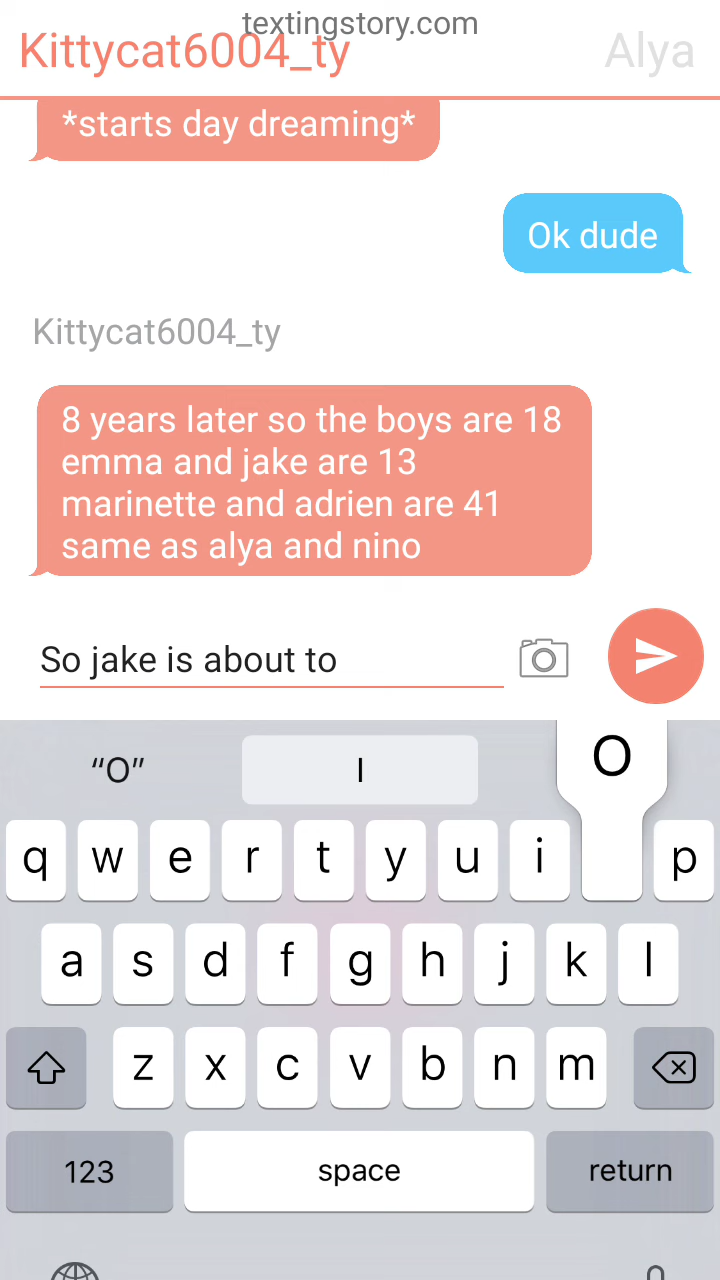 textingstory.com
Kittycat6004_ty
Alya
*starts day dreaming*
Ok dude
Kittycat6004_ty
8 years later so the boys are 18
emma and jake are 13
marinette and adrien are 41
same as alya and nino
So jake is about to
“O”
I
O
q w e r t y u i p
a s d f g h j k l
z x c v b n m
123 space return